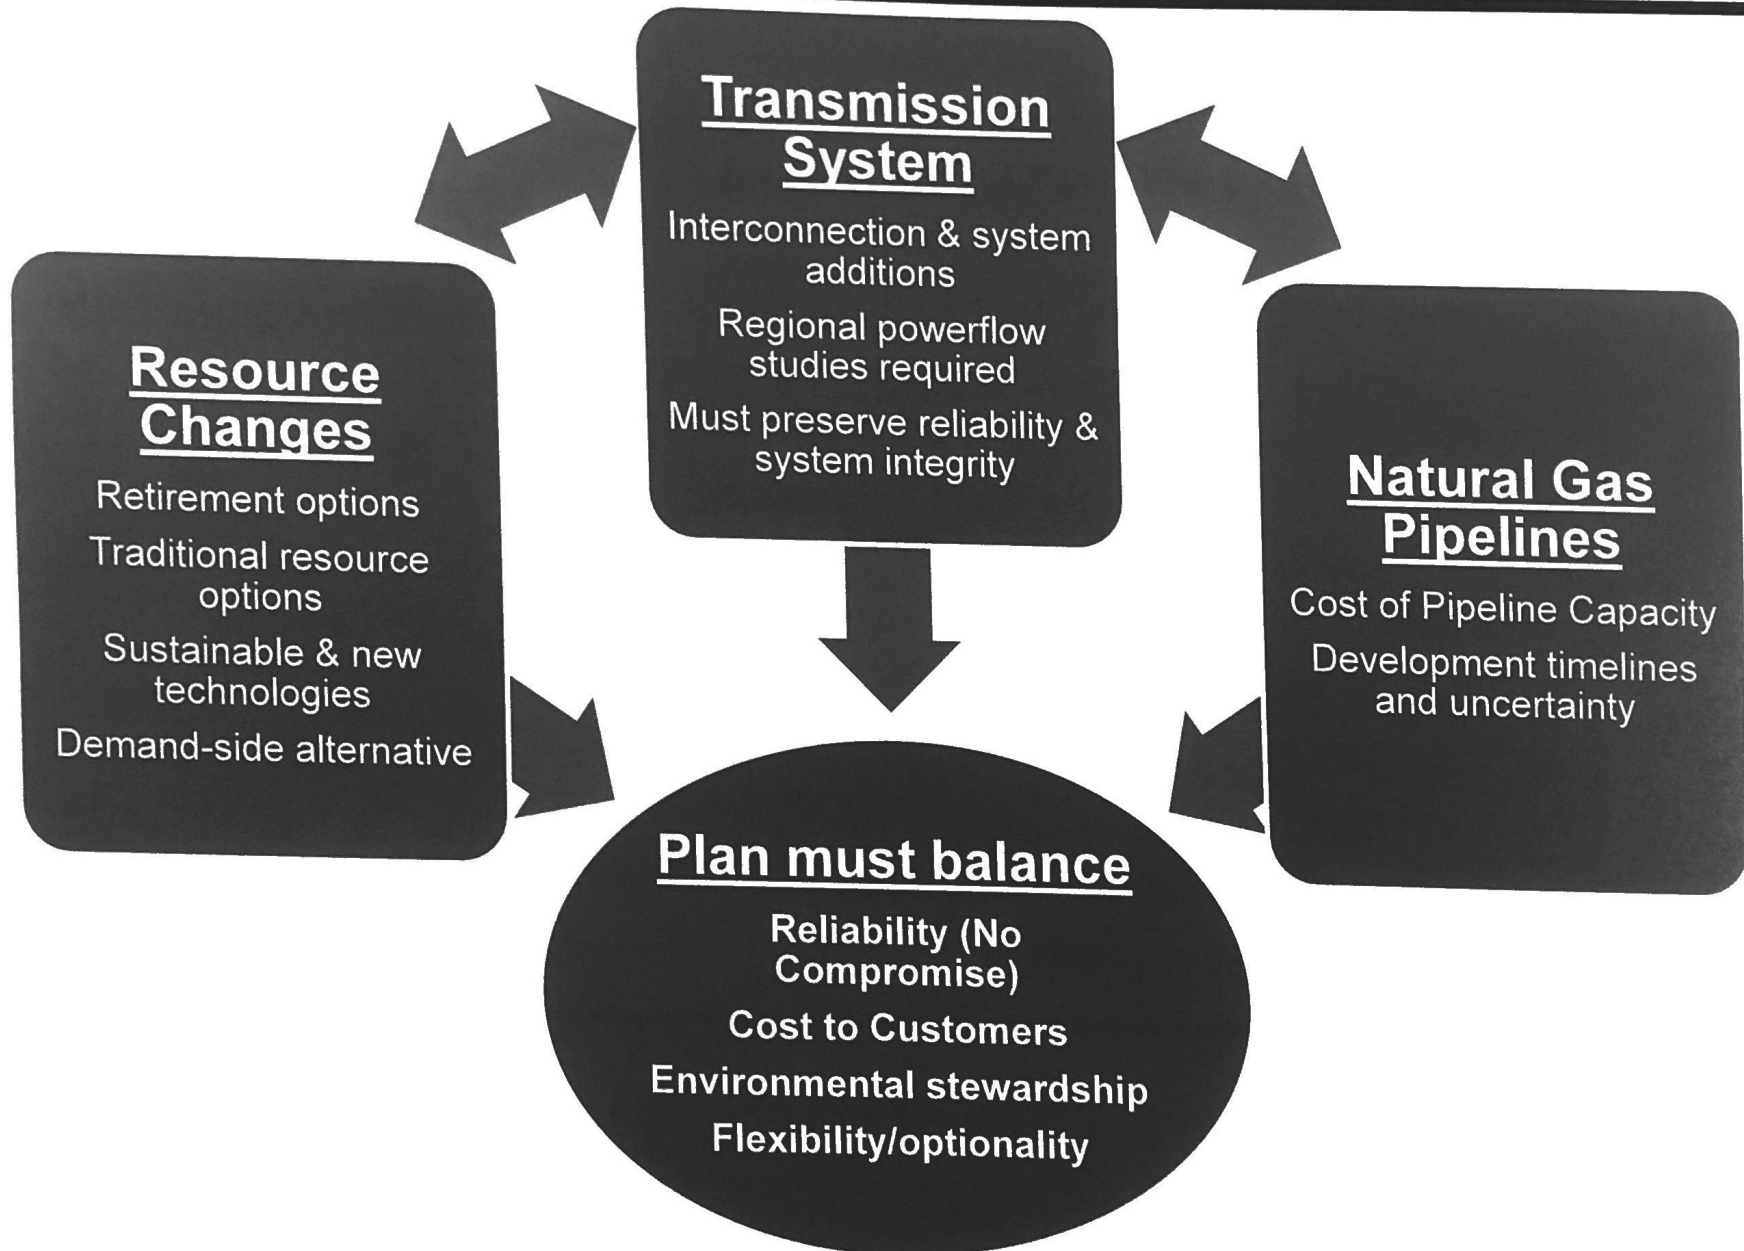 Transmission
System
Interconnection & system
additions
Regional powerflow
studies required
Must preserve reliability &
system integrity
Resource
Changes
Retirement options
Traditional resource
options
Sustainable & new
technologies
Demand-side alternative
Natural Gas
Pipelines
Cost of Pipeline Capacity
Development timelines
and uncertainty
Plan must balance
Reliability (No
Compromise)
Cost to Customers
Environmental stewardship
Flexibility/optionality